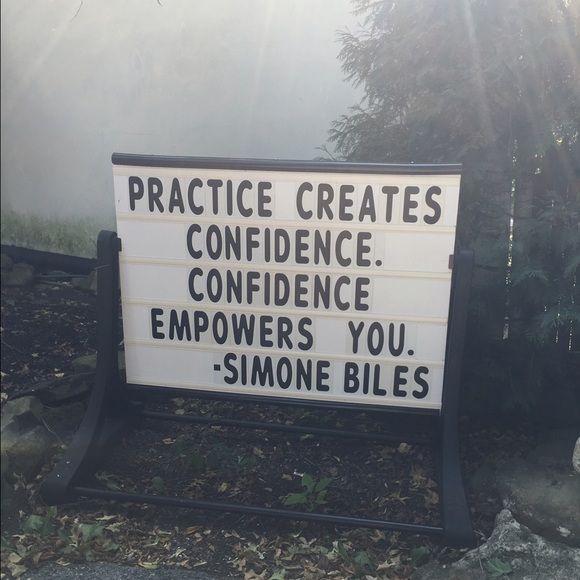 PRACTICE CREATES
CONFIDENCE.
CONFIDENCE
EMPOWERS YOU.
-SIMONE BILES